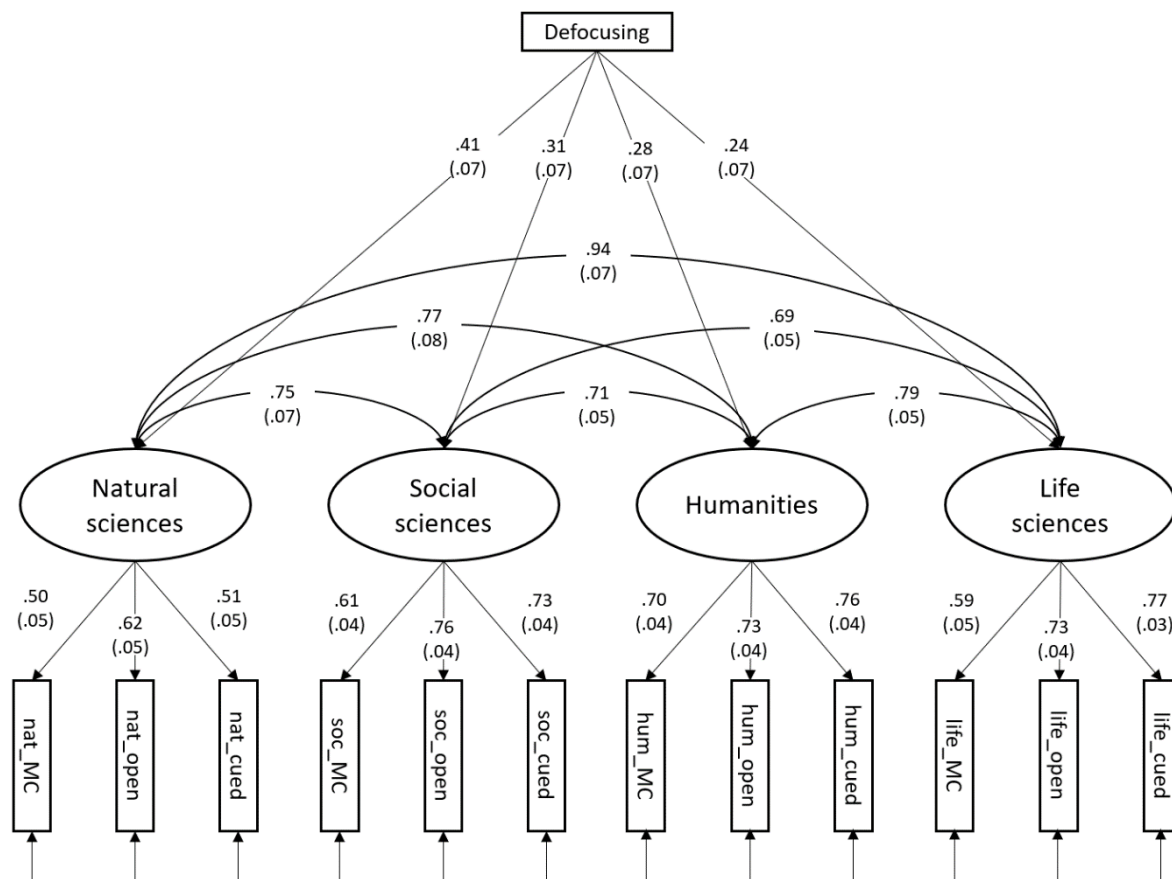 Defocusing
.41
(.07)
.31
(.07)
.28
(.07)
.24
(.07)
.94
(.07)
.77
(.08)
.69
(.05)
.75
(.07)
.71
(.05)
.79
(.05)
Natural
sciences
Social
sciences
Humanities
Life
sciences
.50
(.05)
.62
(.05)
.51
(.05)
.61
(.04)
.76
(.04)
.73
(.04)
.70
(.04)
.73
(.04)
.76
(.04)
.59
(.05)
.73
(.04)
.77
(.03)
nat_MC
nat_open
nat_cued
soc_MC
soc_open
soc_cued
hum_MC
hum_open
hum_cued
life_MC
life_open
life_cued